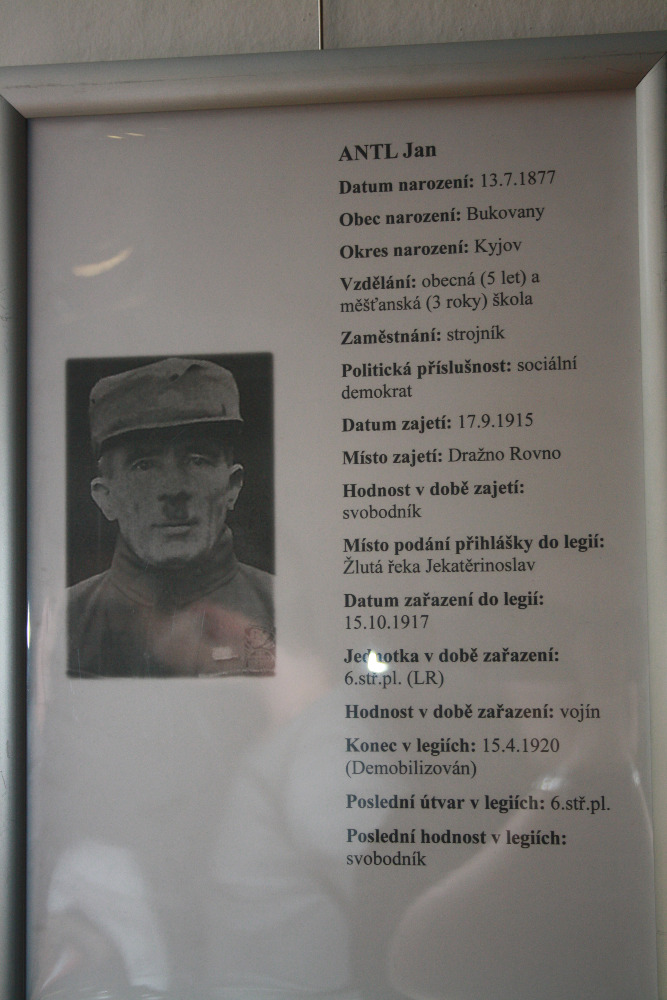 ANTL Jan
Datum narození: 13.7.1877
Obec narození: Bukovany
Okres narození: Kyjov
Vzdělání: obecná (5 let) a
měšťanská (3 roky) škola
Zaměstnání: strojník
Politická příslušnost: sociální
demokrat
Datum zajetí: 17.9.1915
Místo zajetí: Dražno Rovno
Hodnost v době zajetí:
svobodník
Místo podání přihlášky do legií:
Žlutá řeka Jekatěrinoslav
Datum zařazení do legií:
15.10.1917
Jednotka v době zařazení:
6.stř.pl. (LR)
Hodnost v době zařazení: vojín
Konec v legiích: 15.4.1920
(Demobilizován)
Poslední útvar v legiích: 6.stř.pl.
Poslední hodnost v legiích:
svobodník